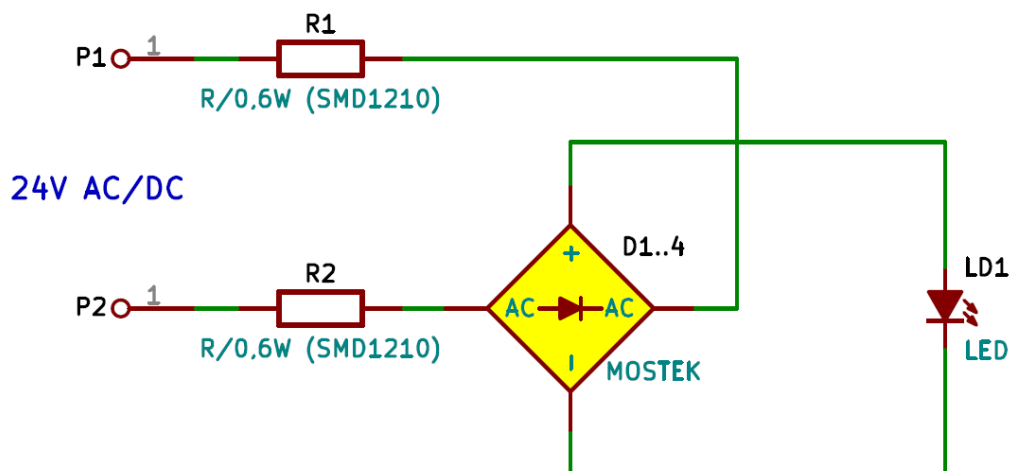 R1
P1 1
R/0,6W (SMD1210)
24V AC/DC
+
D1..4
R2
LD1
P2 1
AC AC
R/0,6W (SMD1210)
LED
−
MOSTEK